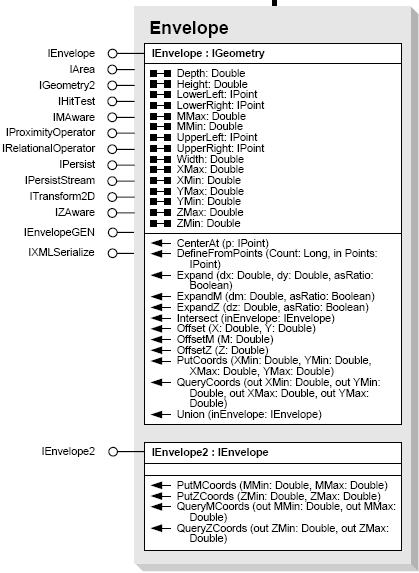 Envelope
IEnvelope
IEnvelope : IGeometry
IArea
IGeometry2
IHitTest
IMAware
IProximityOperator
IRelationalOperator
IPersist
IPersistStream
ITransform2D
IZAware
IEnvelopeGEN
IXMLSerialize
Depth: Double
Height: Double
LowerLeft: IPoint
LowerRight: IPoint
MMax: Double
MMin: Double
UpperLeft: IPoint
UpperRight: IPoint
Width: Double
XMax: Double
XMin: Double
YMax: Double
YMin: Double
ZMax: Double
ZMin: Double
CenterAt (p: IPoint)
DefineFromPoints (Count: Long, in Points:
IPoint)
Expand (dx: Double, dy: Double, asRatio:
Boolean)
ExpandM (dm: Double, asRatio: Boolean)
ExpandZ (dz: Double, asRatio: Boolean)
Intersect (inEnvelope: IEnvelope)
Offset (X: Double, Y: Double)
OffsetM (M: Double)
OffsetZ (Z: Double)
PutCoords (XMin: Double, YMin: Double,
XMax: Double, YMax: Double)
QueryCoords (out XMin: Double, out YMin:
Double, out XMax: Double, out YMax:
Double)
Union (inEnvelope: IEnvelope)
IEnvelope2
IEnvelope2 : IEnvelope
PutMCoords (MMin: Double, MMax: Double)
PutZCoords (ZMin: Double, ZMax: Double)
QueryMCoords (out MMin: Double, out MMax:
Double)
QueryZCoords (out ZMin: Double, out ZMax:
Double)